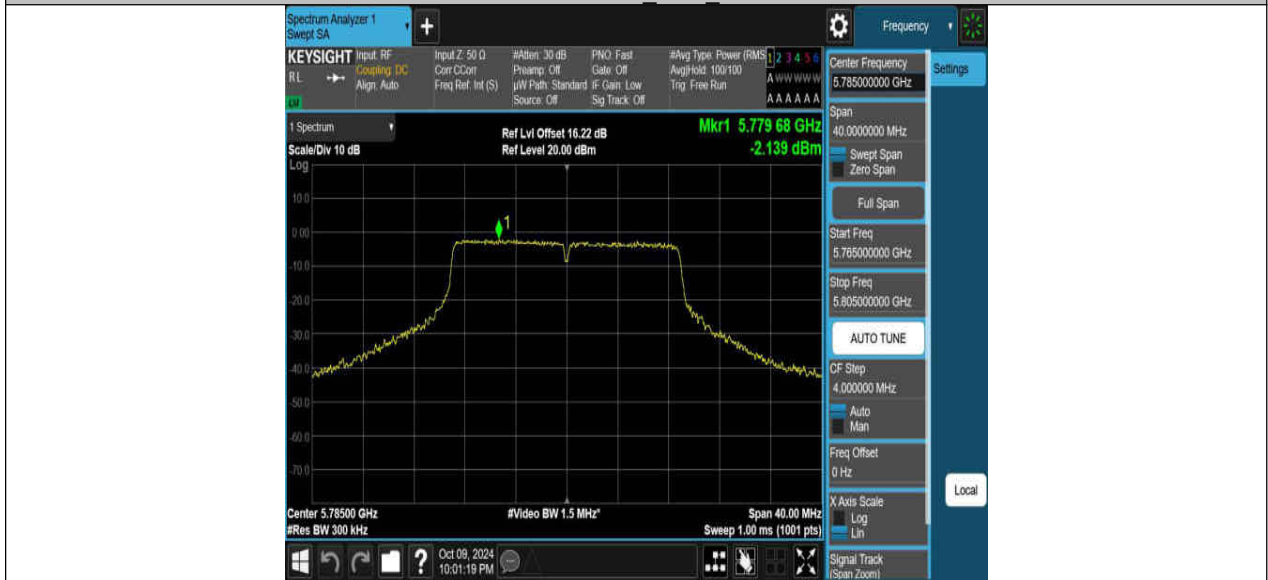 Spectrum Analyzer 1
Swept SA
+
Frequency
KEYSIGHT
RL
LM
Input: RF
Coupling: DC
Align: Auto
Input Z: 50 Ω
Corr CCorr
Freq Ref: Int (S)
#Atten: 30 dB
Preamp: Off
µW Path: Standard
Source: Off
PNO: Fast
Gate: Off
IF Gain: Low
Sig Track: Off
#Avg Type: Power (RMS
Avg|Hold: 100/100
Trig: Free Run
1 2 3 4 5 6
A W W W W W
A A A A A A
1 Spectrum
Scale/Div 10 dB
Log
Ref Lvl Offset 16.22 dB
Ref Level 20.00 dBm
Mkr1 5.779 68 GHz
-2.139 dBm
10.0
0.00
-10.0
-20.0
-30.0
-40.0
-50.0
-60.0
-70.0
1
Center 5.78500 GHz
#Res BW 300 kHz
#Video BW 1.5 MHz*
Span 40.00 MHz
Sweep 1.00 ms (1001 pts)
Center Frequency
5.785000000 GHz
Settings
Span
40.0000000 MHz
Swept Span
Zero Span
Full Span
Start Freq
5.765000000 GHz
Stop Freq
5.805000000 GHz
AUTO TUNE
CF Step
4.000000 MHz
Auto
Man
Freq Offset
0 Hz
X Axis Scale
Log
Lin
Local
Signal Track
(Span Zoom)
?
Oct 09, 2024
10:01:19 PM